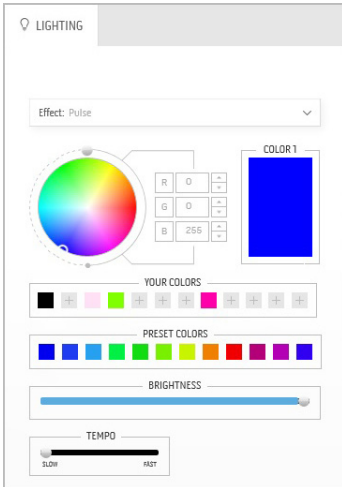 LIGHTING
Effect: Pulse
COLOR 1
R 0
G 0
B 255
YOUR COLORS
PRESET COLORS
BRIGHTNESS
TEMPO
SLOW FAST